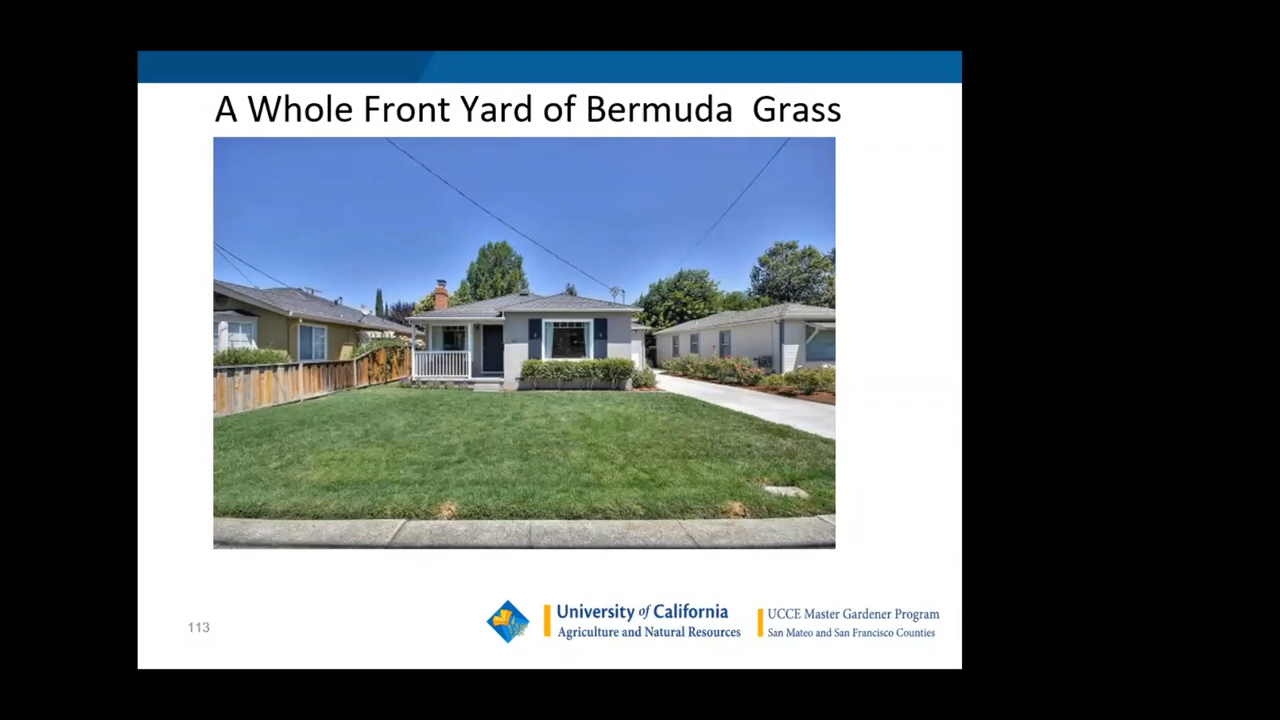 A Whole Front Yard of Bermuda  Grass
113
University of California
Agriculture and Natural Resources
UCCE Master Gardener Program
San Mateo and San Francisco Counties